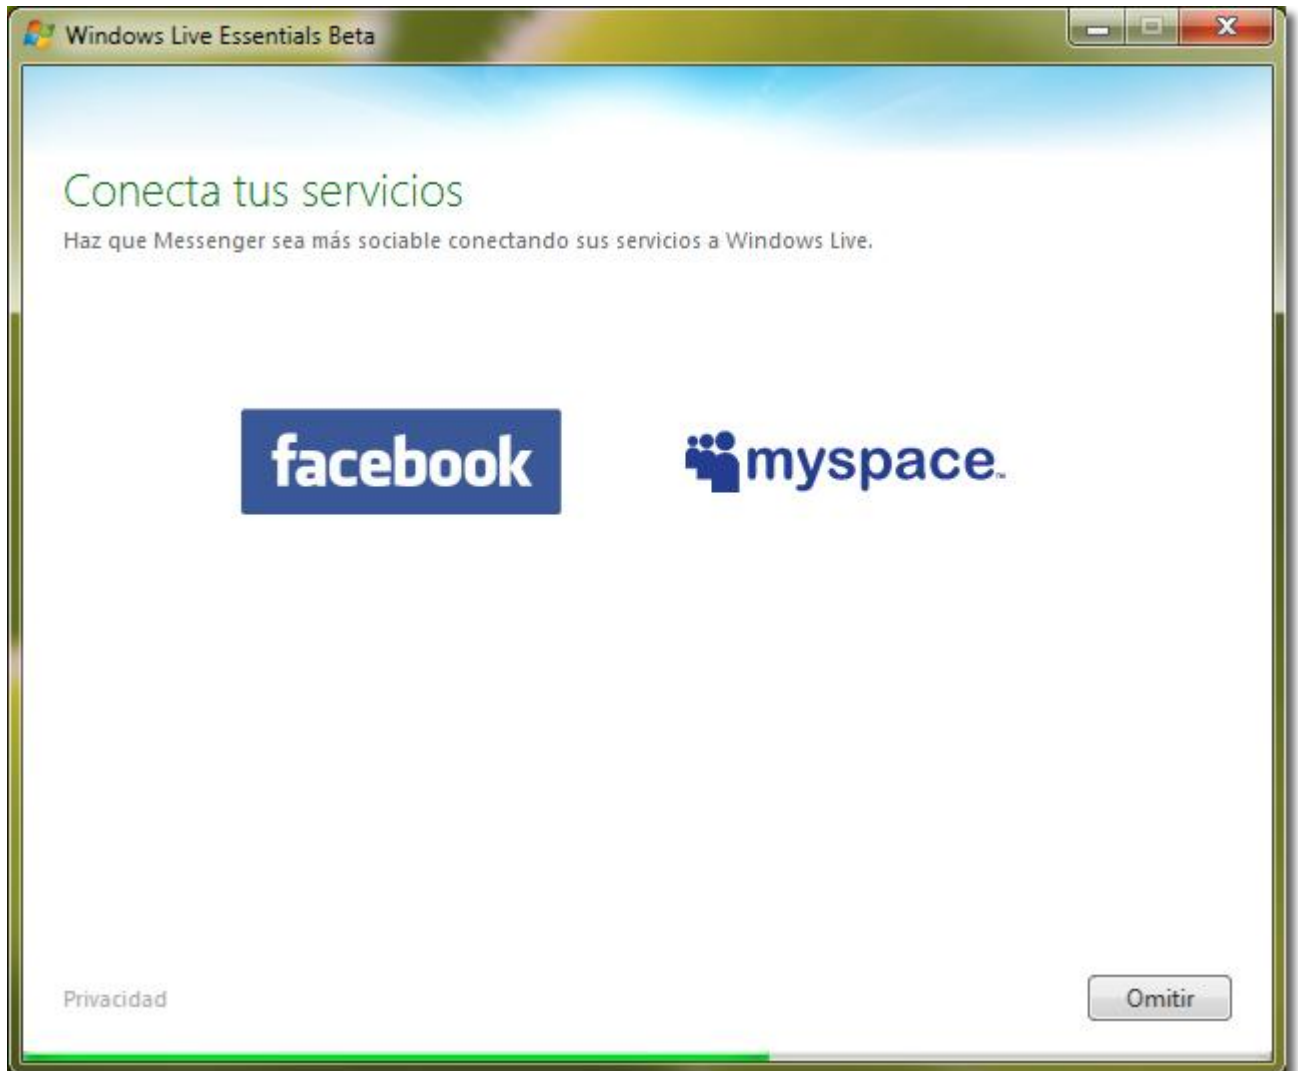 Windows Live Essentials Beta
Conecta tus servicios
Haz que Messenger sea más sociable conectando sus servicios a Windows Live.
facebook
myspace™
Privacidad
Omitir